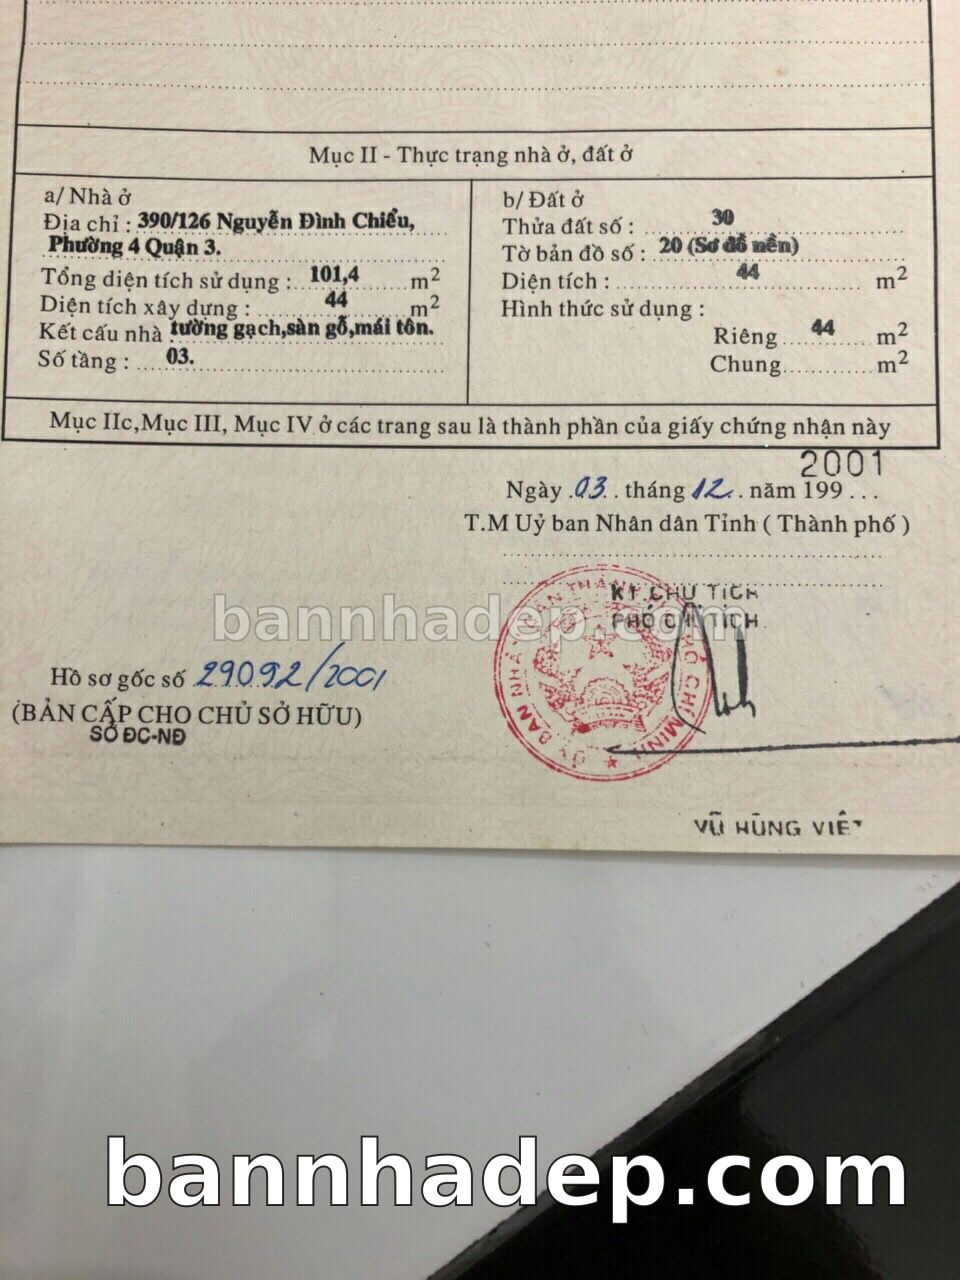 Mục II - Thực trạng nhà ở, đất ở
a/ Nhà ở
Địa chỉ : 390/126 Nguyễn Đình Chiểu,
Phường 4 Quận 3.
Tổng diện tích sử dụng : 101,4 m2
Diện tích xây dựng : 44 m2
Kết cấu nhà tường gạch,sàn gỗ,mái tôn.
Số tầng : 03.
b/ Đất ở
Thửa đất số : 30
Tờ bản đồ số : 20 (Sơ đồ nền)
Diện tích : 44 m2
Hình thức sử dụng :
Riêng 44 m2
Chung m2
Mục IIc,Mục III, Mục IV ở các trang sau là thành phần của giấy chứng nhận này
2001
Ngày 03 tháng 12 năm 199 ...
T.M Uỷ ban Nhân dân Tỉnh ( Thành phố )
KT. CHỦ TỊCH
PHÓ CHỦ TỊCH
bannhadep.com
Hồ sơ gốc số 29092/2001
(BẢN CẤP CHO CHỦ SỞ HỮU)
SỞ ĐC-NĐ
VŨ HÙNG VIỆT
bannhadep.com